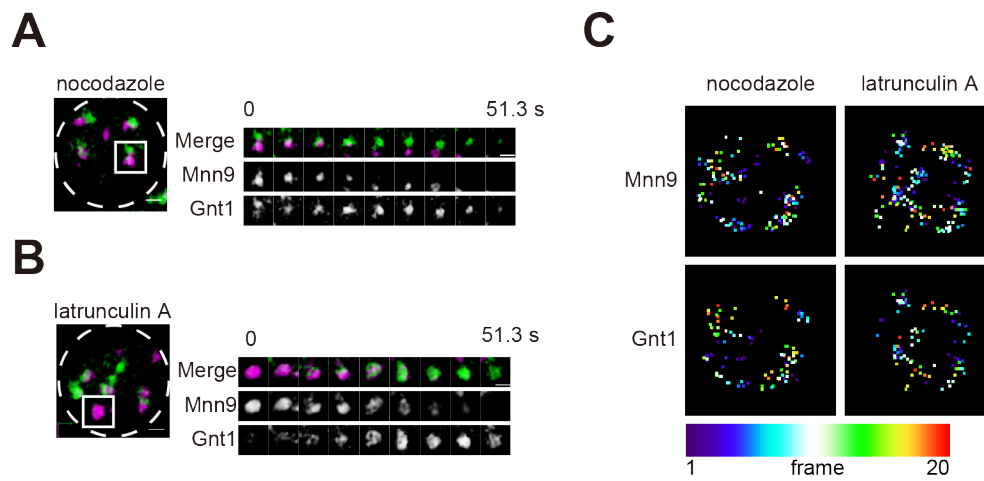 A
nocodazole
0 51.3 s
Merge
Mnn9
Gnt1
B
latrunculin A
0 51.3 s
Merge
Mnn9
Gnt1
C
nocodazole latrunculin A
Mnn9
Gnt1
1 frame 20